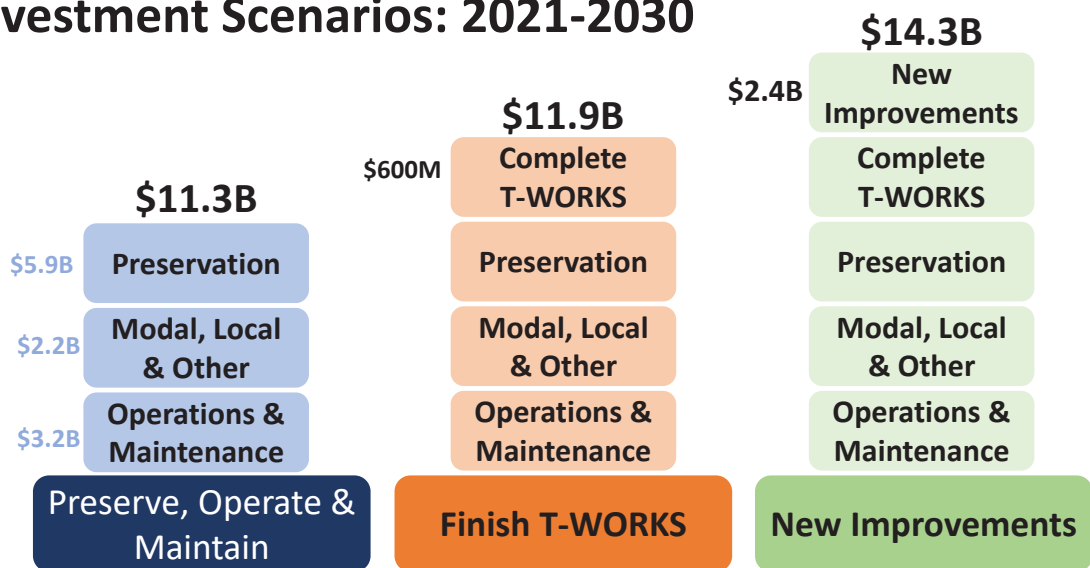 vestment Scenarios: 2021-2030
$11.3B
$5.9B
Preservation
$2.2B
Modal, Local
& Other
$3.2B
Operations &
Maintenance
Preserve, Operate &
Maintain
$11.9B
$600M
Complete
T-WORKS
Preservation
Modal, Local
& Other
Operations &
Maintenance
Finish T-WORKS
$14.3B
$2.4B
New
Improvements
Complete
T-WORKS
Preservation
Modal, Local
& Other
Operations &
Maintenance
New Improvements